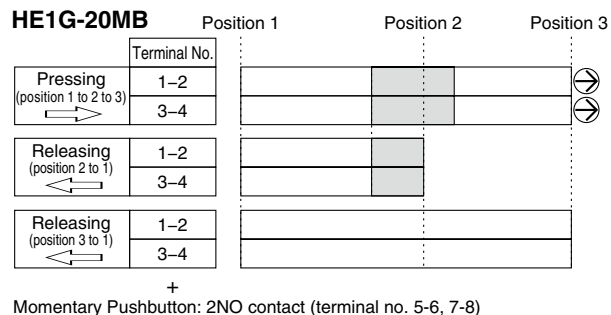 HE1G-20MB
Position 1 Position 2 Position 3
Terminal No.
Pressing
(position 1 to 2 to 3)
1–2
3–4
Releasing
(position 2 to 1)
1–2
3–4
Releasing
(position 3 to 1)
1–2
3–4
+
Momentary Pushbutton: 2NO contact (terminal no. 5-6, 7-8)